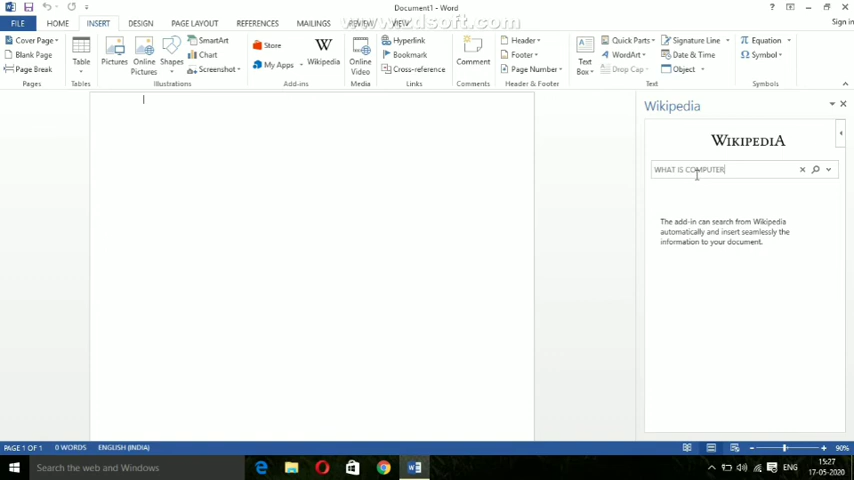 Document1 - Word
FILE HOME INSERT DESIGN PAGE LAYOUT REFERENCES MAILINGS REVIEW VIEW
Sign in
Cover Page
Blank Page
Page Break
Pages
Table
Tables
Pictures
Online Pictures
Shapes
SmartArt
Chart
Screenshot
Illustrations
Store
My Apps
Wikipedia
Add-ins
Online Video
Media
Hyperlink
Bookmark
Cross-reference
Links
Comment
Comments
Header
Footer
Page Number
Header & Footer
Text Box
Quick Parts
WordArt
Drop Cap
Signature Line
Date & Time
Object
Text
Equation
Symbol
Symbols
Wikipedia
WIKIPEDIA
WHAT IS COMPUTER
The add-in can search from Wikipedia
automatically and insert seamlessly the
information to your document.
PAGE 1 OF 1 0 WORDS ENGLISH (INDIA)
90%
Search the web and Windows
ENG
15:27
17-05-2020